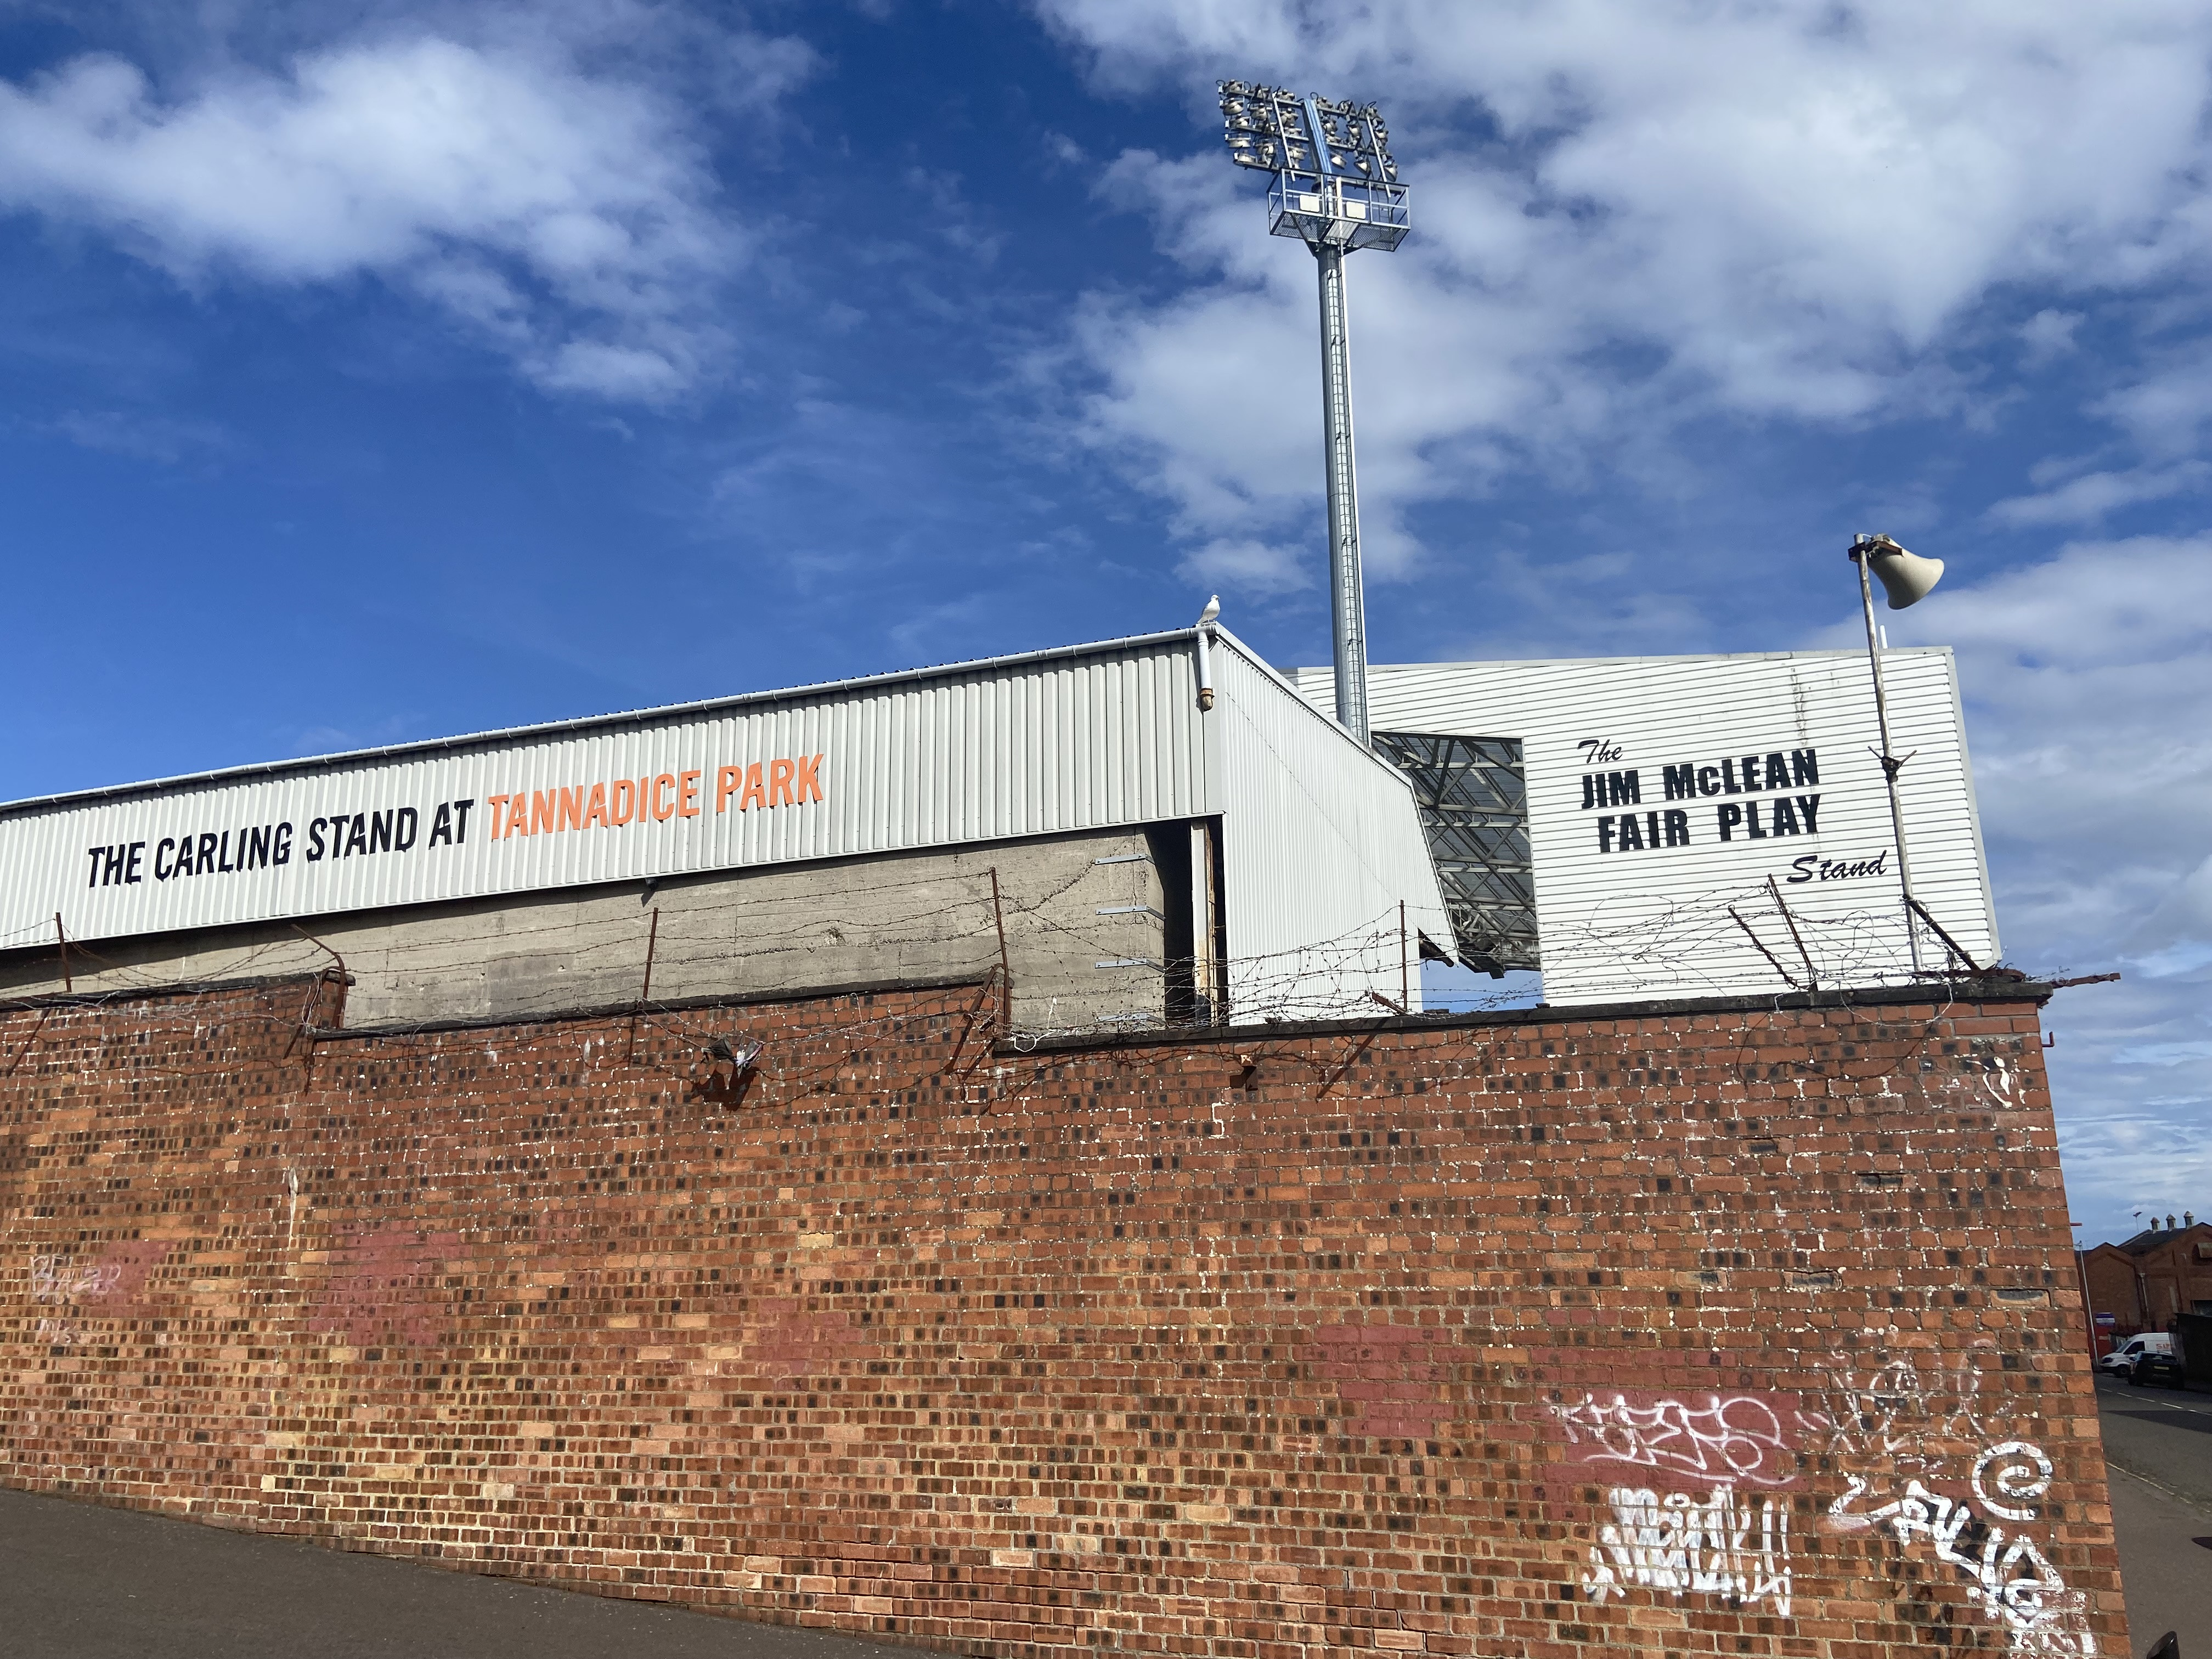 THE CARLING STAND AT TANNADICE PARK
The
JIM McLEAN
FAIR PLAY
Stand